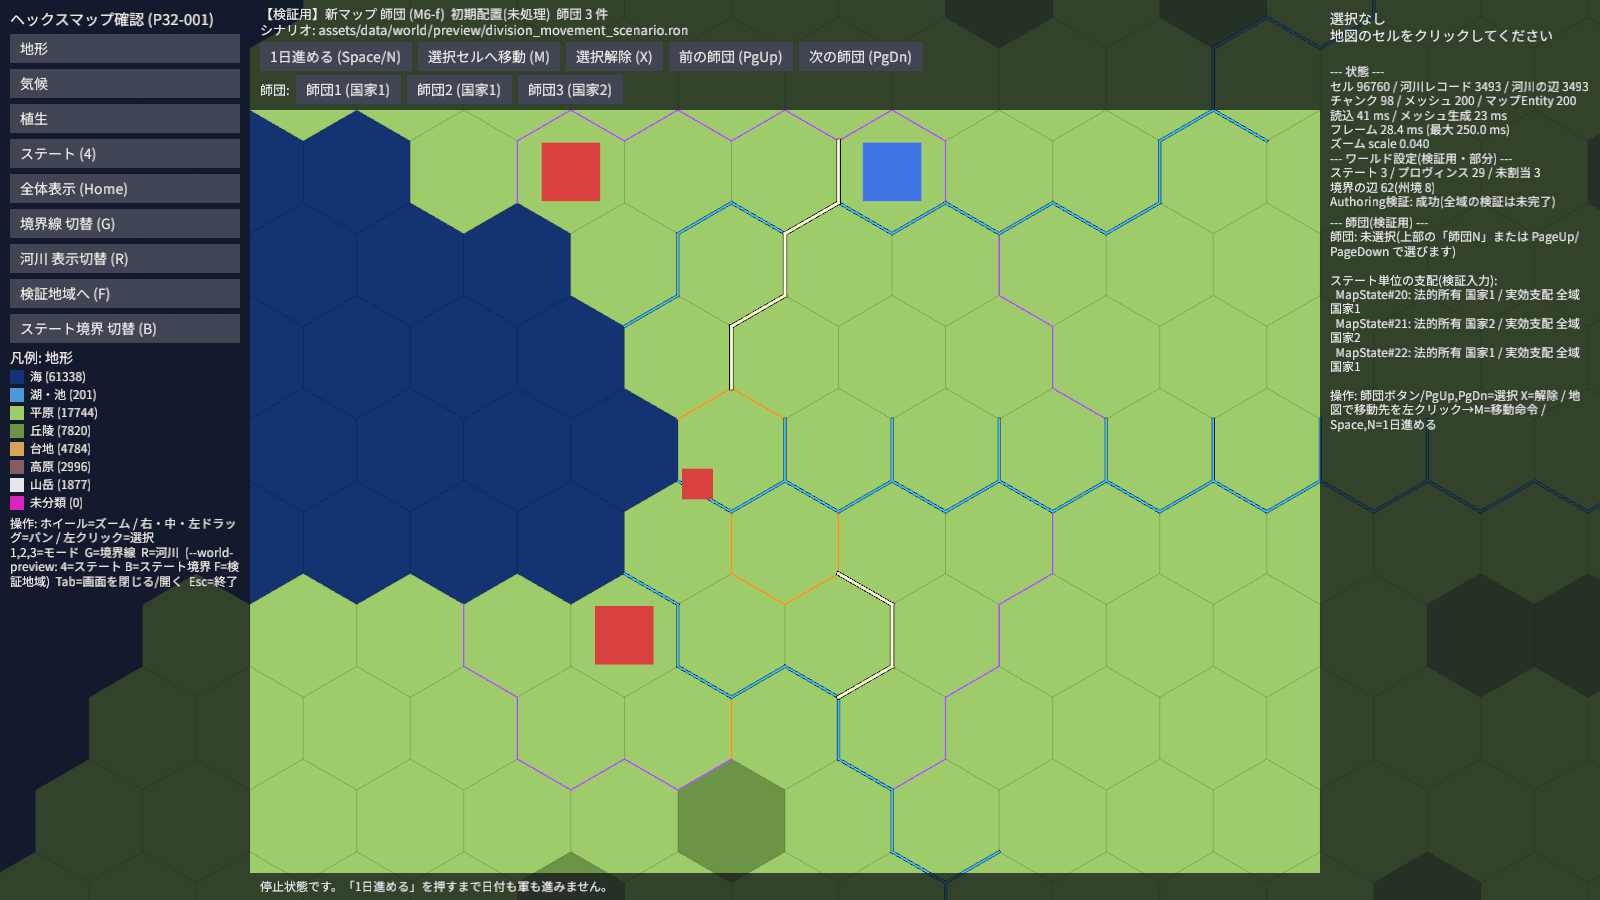 ヘックスマップ確認 (P32-001)
地形
気候
植生
ステート (4)
全体表示 (Home)
境界線 切替 (G)
河川 表示切替 (R)
検証地域へ (F)
ステート境界 切替 (B)
凡例: 地形
海 (61338)
湖・池 (201)
平原 (17744)
丘陵 (7820)
台地 (4784)
高原 (2996)
山岳 (1877)
未分類 (0)
操作: ホイール=ズーム / 右・中・左ドラッ
グ=パン / 左クリック=選択
1,2,3=モード G=境界線 R=河川 (--world-
preview: 4=ステート B=ステート境界 F=検
証地域) Tab=画面を閉じる/開く Esc=終了
【検証用】新マップ 師団 (M6-f) 初期配置(未処理) 師団 3 件
シナリオ: assets/data/world/preview/division_movement_scenario.ron
1日進める (Space/N)
選択セルへ移動 (M)
選択解除 (X)
前の師団 (PgUp)
次の師団 (PgDn)
師団:
師団1 (国家1)
師団2 (国家1)
師団3 (国家2)
停止状態です。「1日進める」を押すまで日付も軍も進みません。
選択なし
地図のセルをクリックしてください
--- 状態 ---
セル 96760 / 河川レコード 3493 / 河川の辺 3493
チャンク 98 / メッシュ 200 / マップEntity 200
読込 41 ms / メッシュ生成 23 ms
フレーム 28.4 ms (最大 250.0 ms)
ズーム scale 0.040
--- ワールド設定(検証用・部分) ---
ステート 3 / プロヴィンス 29 / 未割当 3
境界の辺 62(州境 8)
Authoring検証: 成功(全域の検証は未完了)
--- 師団(検証用) ---
師団: 未選択(上部の「師団N」または PageUp/
PageDown で選びます)
ステート単位の支配(検証入力):
MapState#20: 法的所有 国家1 / 実効支配 全域
国家1
MapState#21: 法的所有 国家2 / 実効支配 全域
国家2
MapState#22: 法的所有 国家1 / 実効支配 全域
国家1
操作: 師団ボタン/PgUp,PgDn=選択 X=解除 / 地
図で移動先を左クリック→M=移動命令 /
Space,N=1日進める